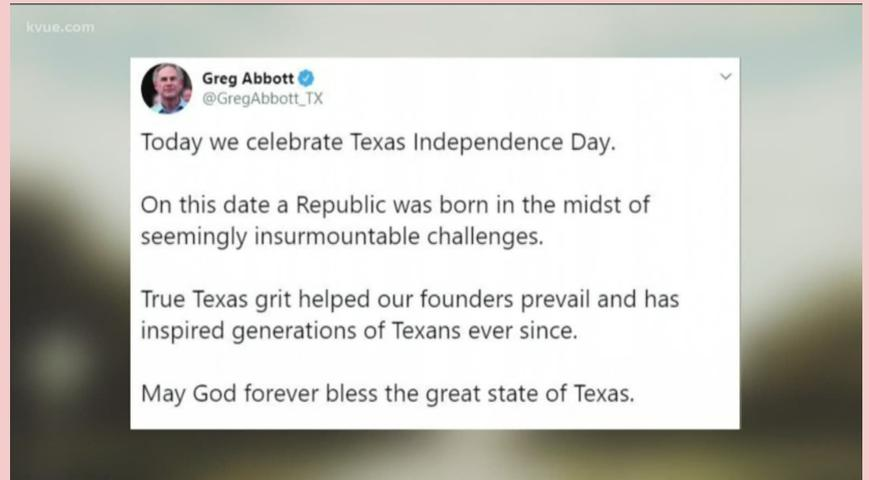 kvue.com
Greg Abbott
@GregAbbott_TX
Today we celebrate Texas Independence Day.
On this date a Republic was born in the midst of
seemingly insurmountable challenges.
True Texas grit helped our founders prevail and has
inspired generations of Texans ever since.
May God forever bless the great state of Texas.